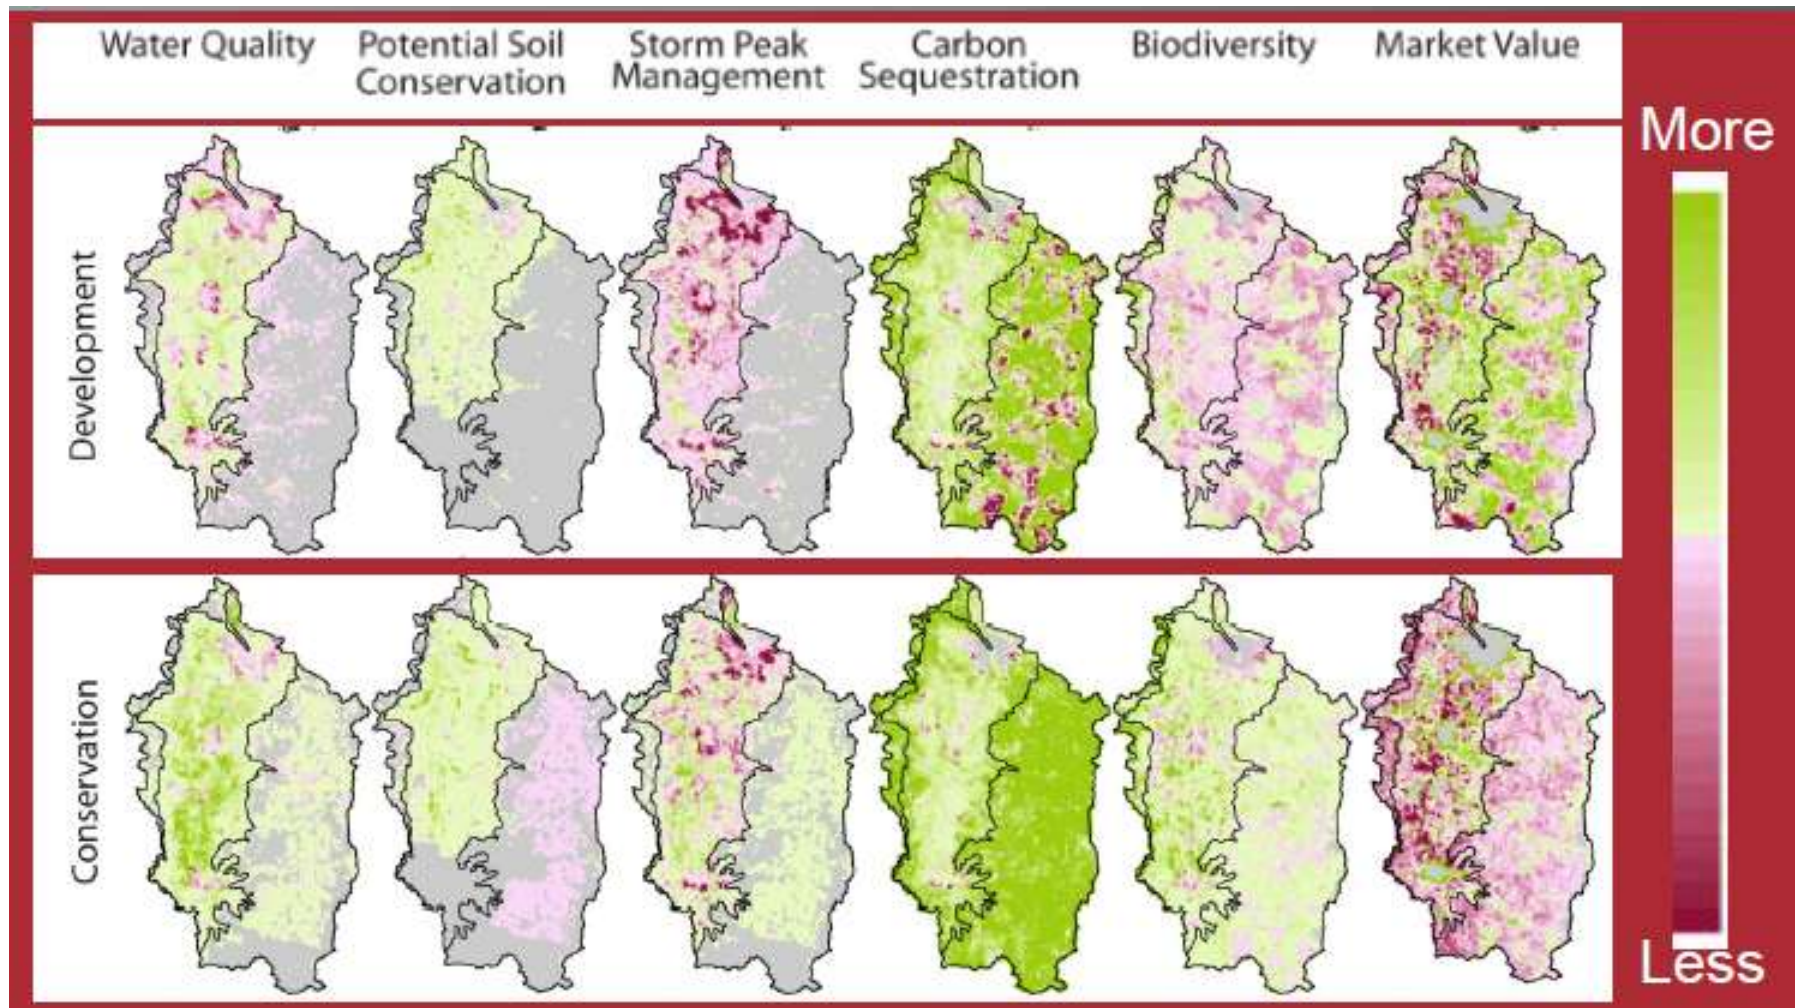 Water Quality
Potential Soil
Conservation
Storm Peak
Management
Carbon
Sequestration
Biodiversity
Market Value
More
Development
Conservation
Less